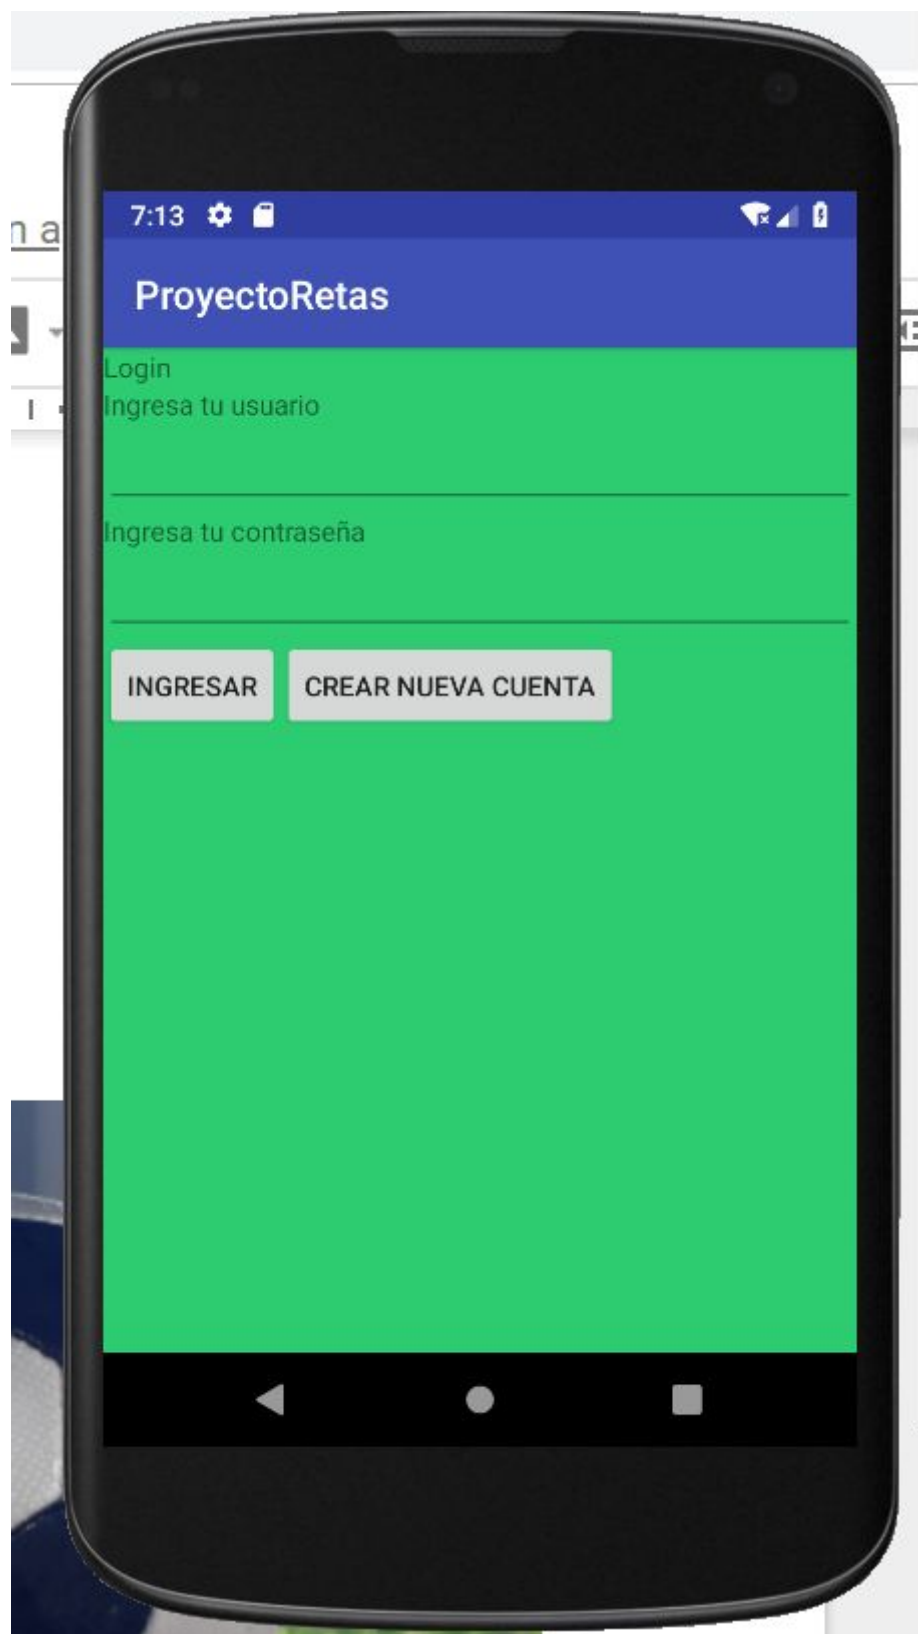 n a
7:13
ProyectoRetas
Login
Ingresa tu usuario
Ingresa tu contraseña
INGRESAR CREAR NUEVA CUENTA